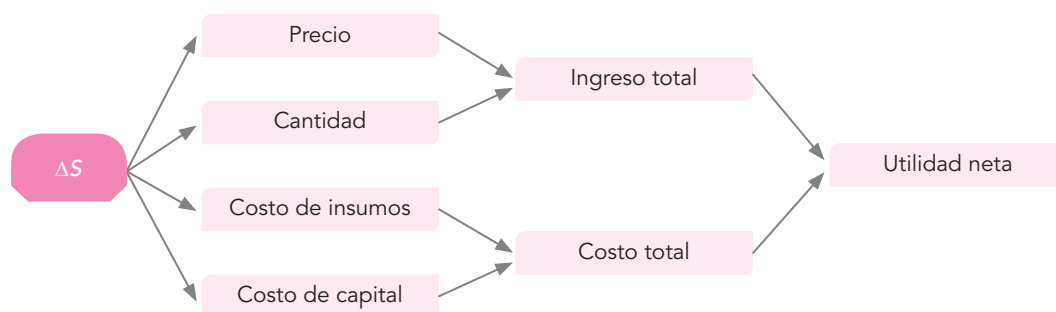 ΔS
Precio
Cantidad
Costo de insumos
Costo de capital
Ingreso total
Costo total
Utilidad neta